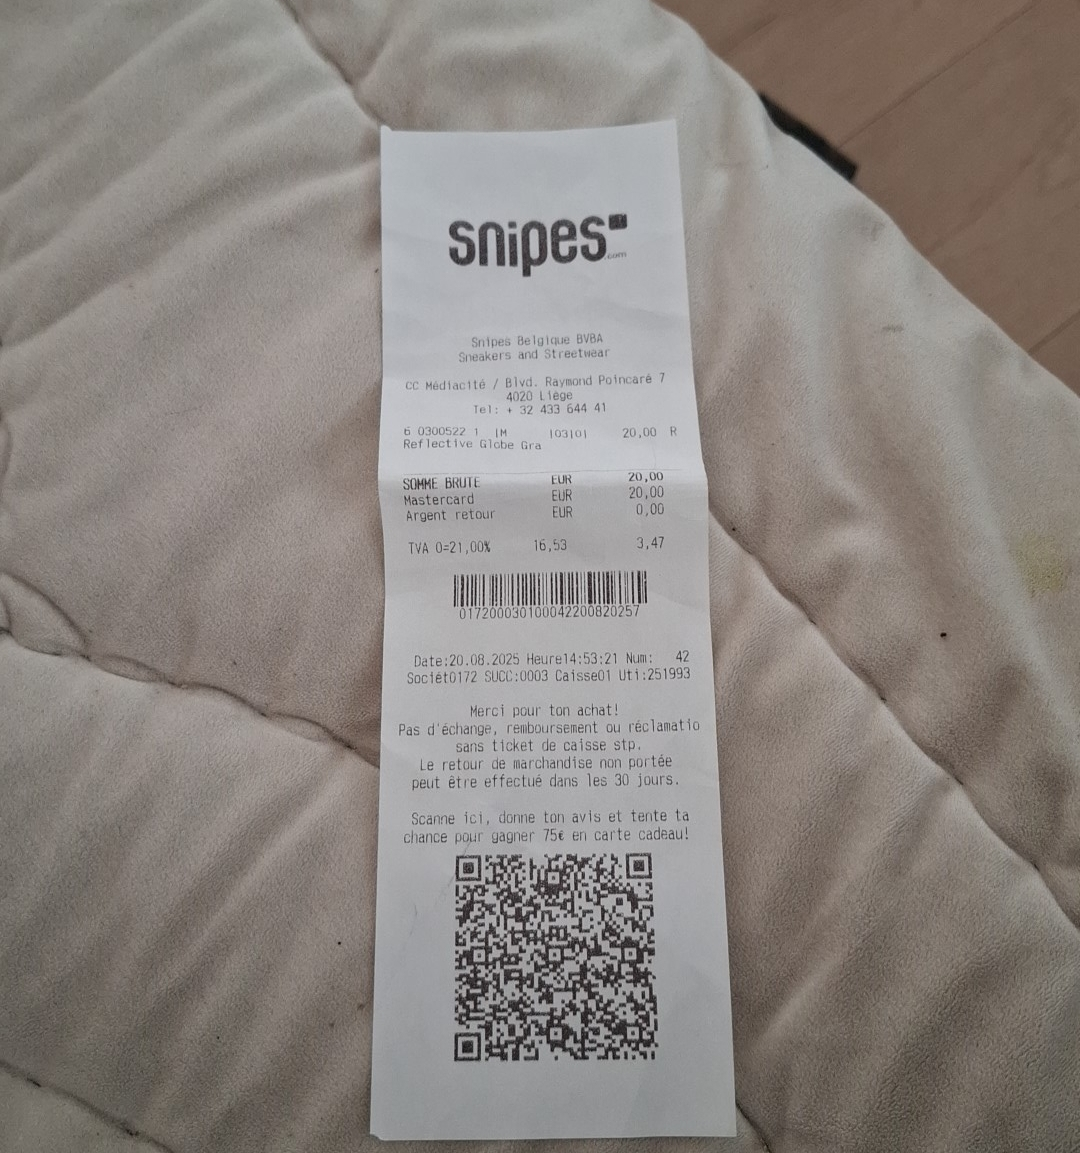 snipes
.com
Snipes Belgique BVBA
Sneakers and Streetwear
CC Médiacité / Blvd. Raymond Poincaré 7
4020 Liège
Tel: + 32 433 644 41
6 0300522 1 |M |03|01 20,00 R
Reflective Globe Gra
SOMME BRUTE EUR 20,00
Mastercard EUR 20,00
Argent retour EUR 0,00
TVA 0=21,00% 16,53 3,47
017200030100042200820257
Date:20.08.2025 Heure14:53:21 Num: 42
Sociét0172 SUCC:0003 Caisse01 Uti:251993
Merci pour ton achat!
Pas d'échange, remboursement ou réclamatio
sans ticket de caisse stp.
Le retour de marchandise non portée
peut être effectué dans les 30 jours.
Scanne ici, donne ton avis et tente ta
chance pour gagner 75€ en carte cadeau!